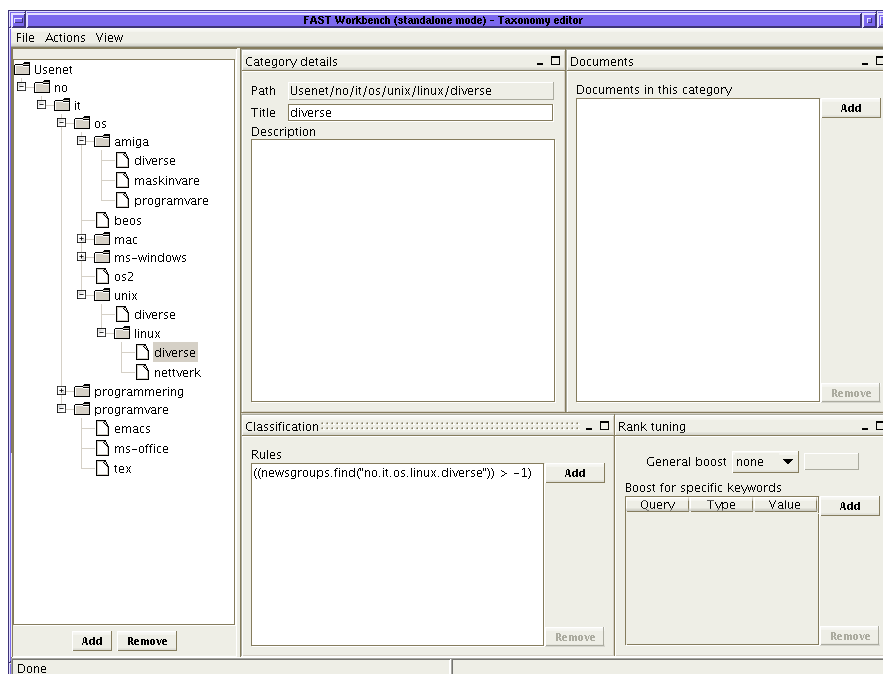 FAST Workbench (standalone mode) - Taxonomy editor
File Actions View
Usenet
no
it
os
amiga
diverse
maskinvare
programvare
beos
mac
ms-windows
os2
unix
diverse
linux
diverse
nettverk
programmering
programvare
emacs
ms-office
tex
Add Remove
Category details
Path Usenet/no/it/os/unix/linux/diverse
Title diverse
Description
Documents
Documents in this category
Add
Remove
Classification
Rules
((newsgroups.find("no.it.os.linux.diverse")) > -1)
Add
Remove
Rank tuning
General boost none
Boost for specific keywords
Query Type Value
Add
Remove
Done